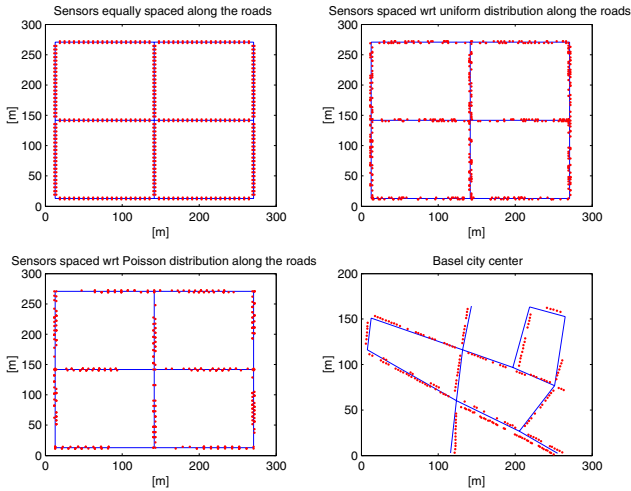 Sensors equally spaced along the roads
300
250
200
150
100
50
0
[m]
0 100 200 300
[m]
Sensors spaced wrt uniform distribution along the roads
300
250
200
150
100
50
0
[m]
0 100 200 300
[m]
Sensors spaced wrt Poisson distribution along the roads
300
250
200
150
100
50
0
[m]
0 100 200 300
[m]
Basel city center
200
150
100
50
0
[m]
0 100 200 300
[m]